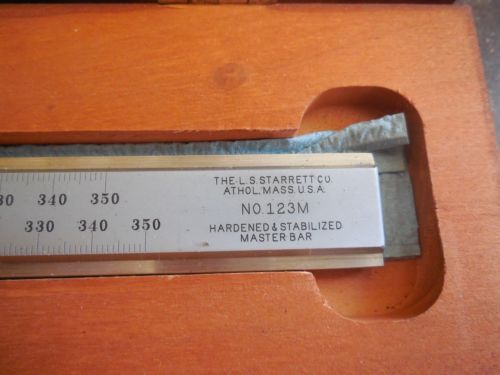 THE L.S. STARRETT CO.
ATHOL, MASS. U.S.A.
NO. 123M
HARDENED & STABILIZED
MASTER BAR
30 340 350
330 340 350